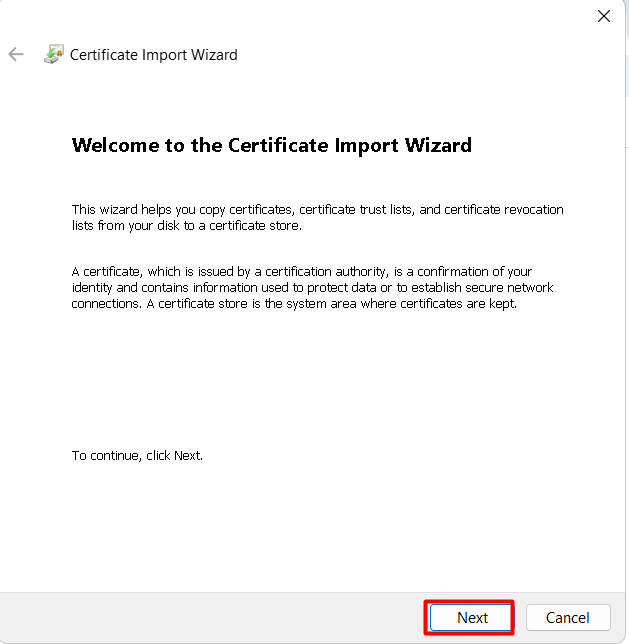 Certificate Import Wizard
Welcome to the Certificate Import Wizard
This wizard helps you copy certificates, certificate trust lists, and certificate revocation
lists from your disk to a certificate store.
A certificate, which is issued by a certification authority, is a confirmation of your
identity and contains information used to protect data or to establish secure network
connections. A certificate store is the system area where certificates are kept.
To continue, click Next.
Next
Cancel